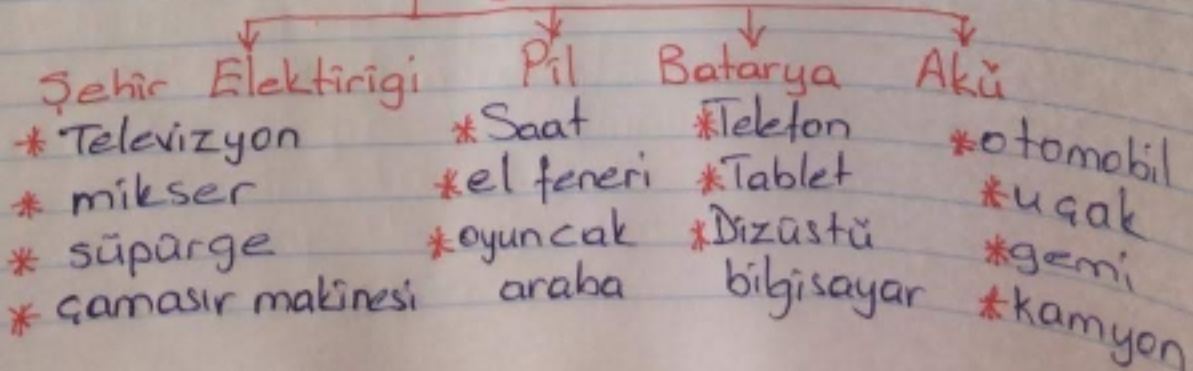 Şehir Elektirigi Pil Batarya Akü
* Televizyon * Saat *Telefon *otomobil
* mikser *el feneri *Tablet *uçak
* süpürge *oyuncak *Dizüstü *gemi
* çamasır makinesi araba bilgisayar *kamyon